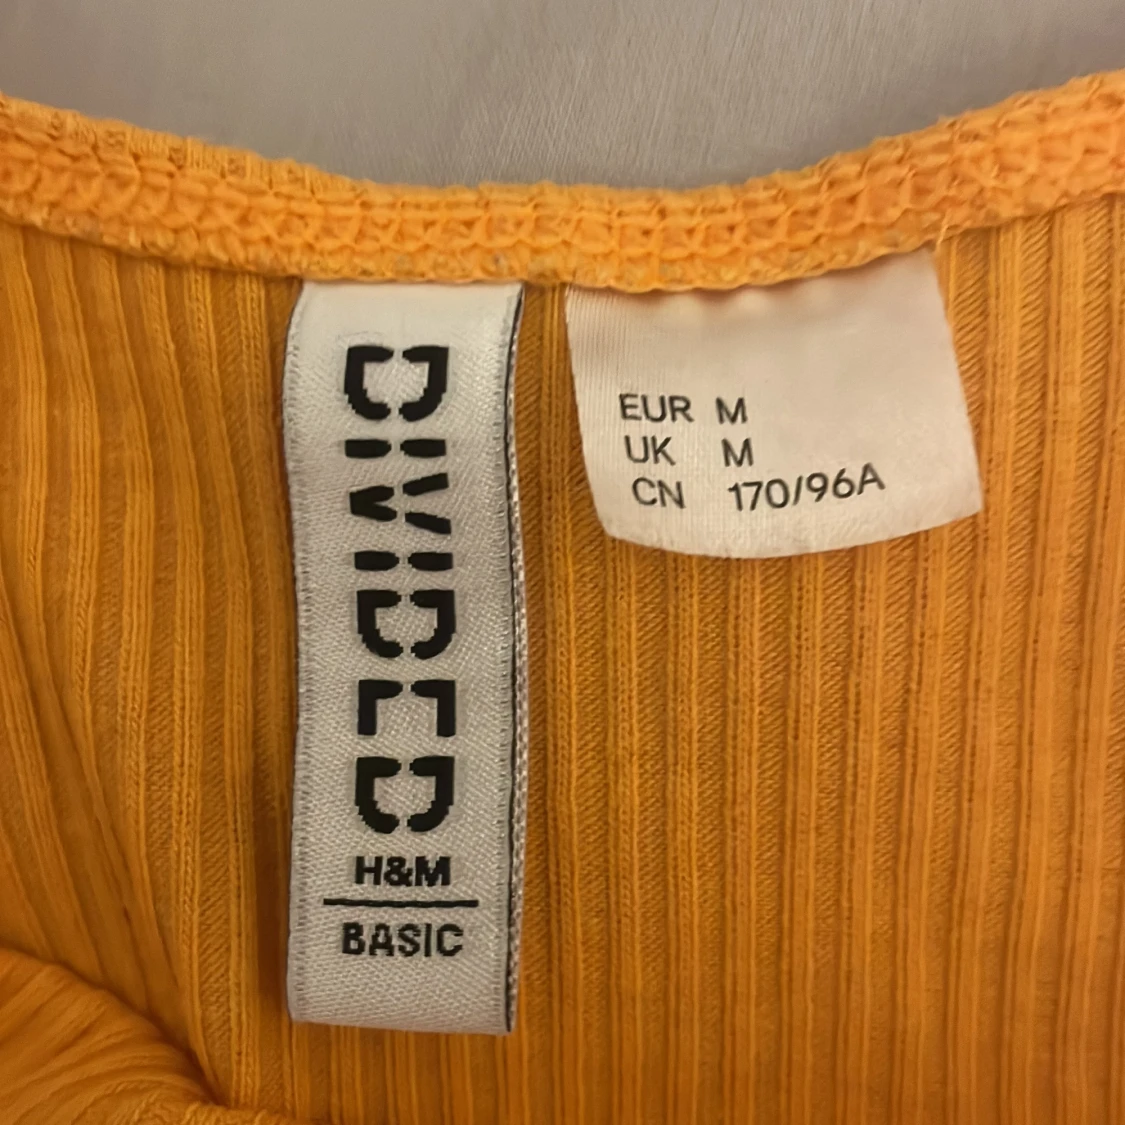 DIVIDED
H&M
BASIC
EUR M
UK M
CN 170/96A